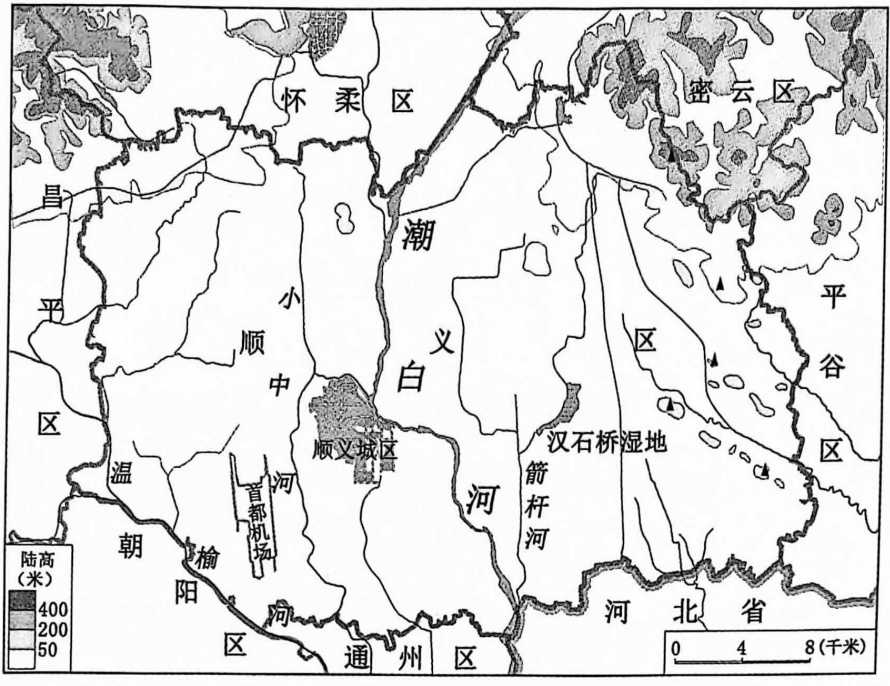 怀柔区
密云区
昌平区
潮白河
小中河
顺义区
平谷区
顺义城区
汉石桥湿地
箭杆河
首都机场
温榆河
朝阳区
通州区
河北省
陆高
(米)
400
200
50
0 4 8(千米)